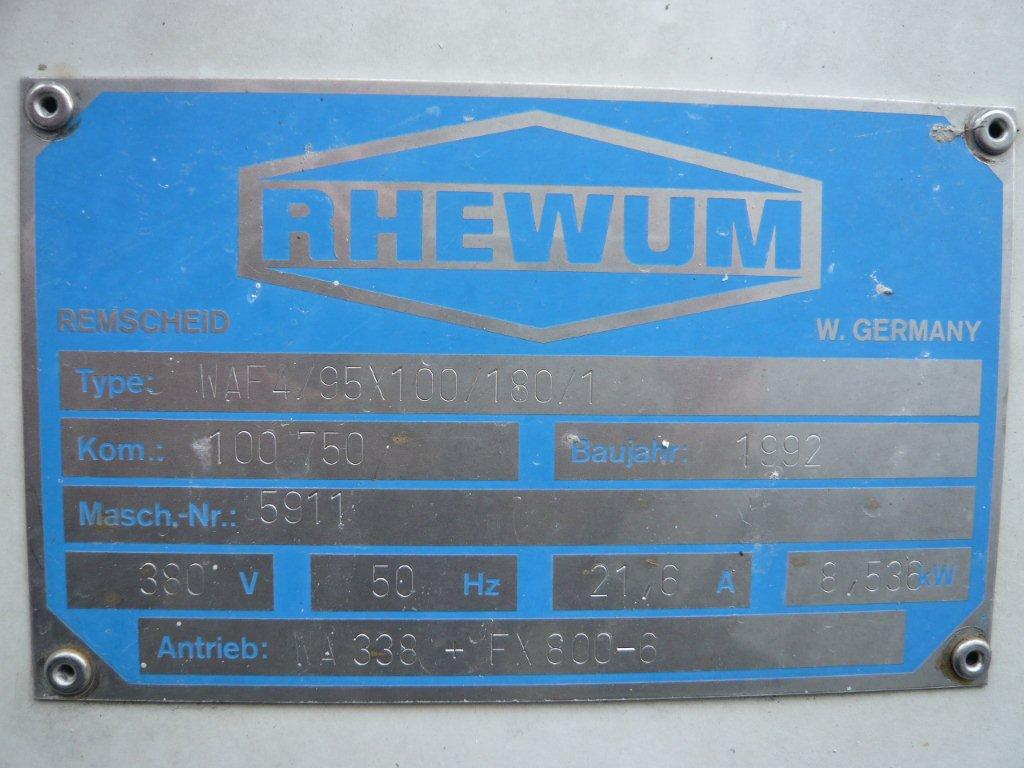 RHEWUM
REMSCHEID W. GERMANY
Type: WAF4/95X100/180/1
Kom.: 100 750 Baujahr: 1992
Masch.-Nr.: 5911
380 V 50 Hz 21,6 A 8,536 kW
Antrieb: WA 338 + FX 800-6